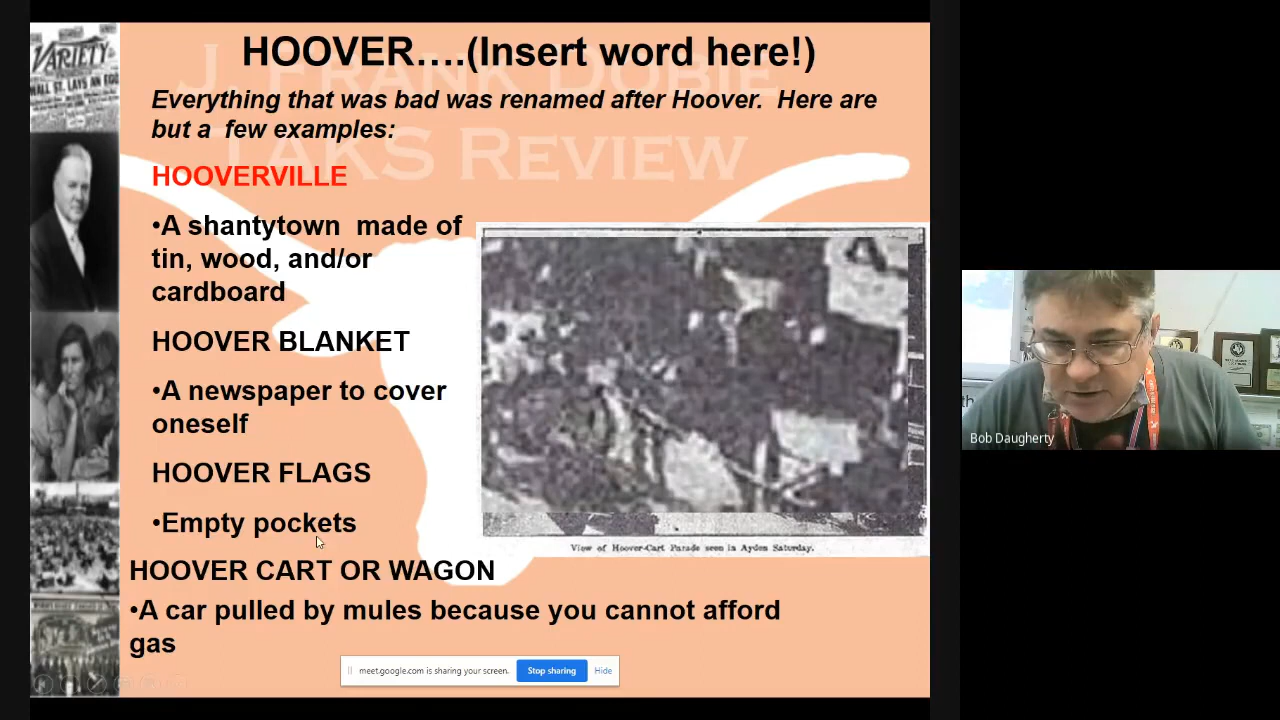 VARIETY
WALL ST. LAYS AN EGG
HOOVER….(Insert word here!)
J FRANK DOBIE
TAKS REVIEW
Everything that was bad was renamed after Hoover.  Here are
but a  few examples:
HOOVERVILLE
•A shantytown  made of
tin, wood, and/or
cardboard
HOOVER BLANKET
•A newspaper to cover
oneself
HOOVER FLAGS
•Empty pockets
View of Hoover-Cart Parade seen in Ayden Saturday.
HOOVER CART OR WAGON
•A car pulled by mules because you cannot afford
gas
meet.google.com is sharing your screen.
Stop sharing
Hide
Bob Daugherty